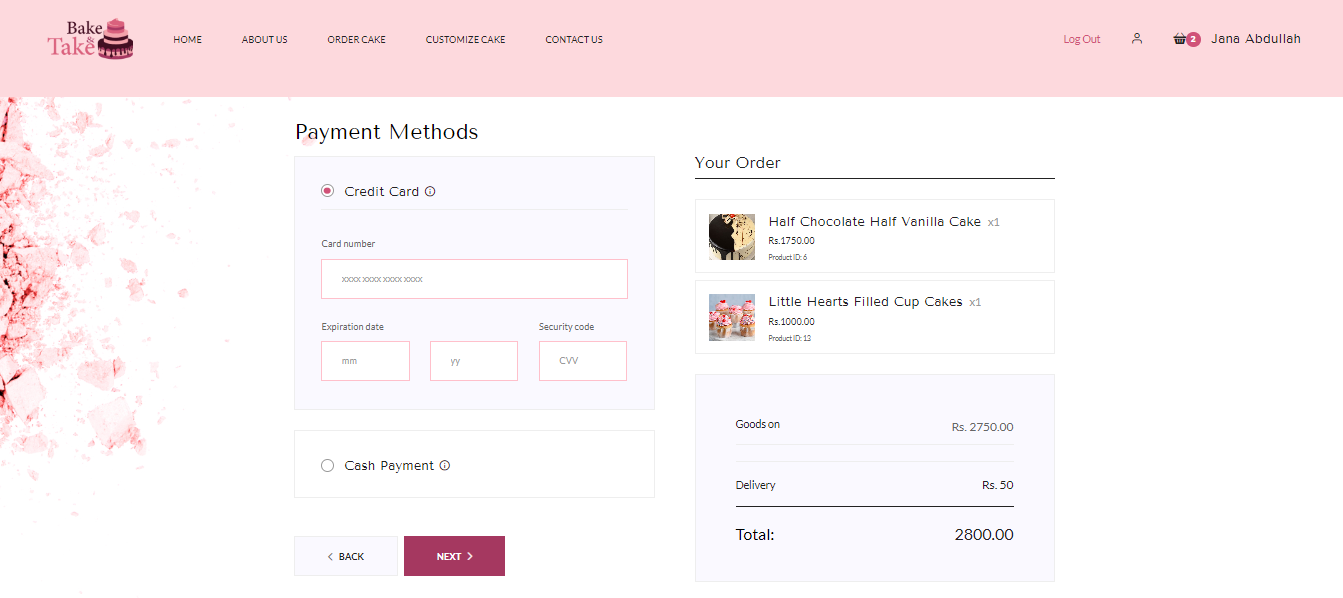 Bake & Take
HOME ABOUT US ORDER CAKE CUSTOMIZE CAKE CONTACT US Log Out 2 Jana Abdullah
Payment Methods
Credit Card
Card number
xxxx xxxx xxxx xxxx
Expiration date Security code
mm yy CVV
Cash Payment
BACK NEXT
Your Order
Half Chocolate Half Vanilla Cake x1
Rs.1750.00
Product ID: 6
Little Hearts Filled Cup Cakes x1
Rs.1000.00
Product ID: 13
Goods on Rs. 2750.00
Delivery Rs. 50
Total: 2800.00